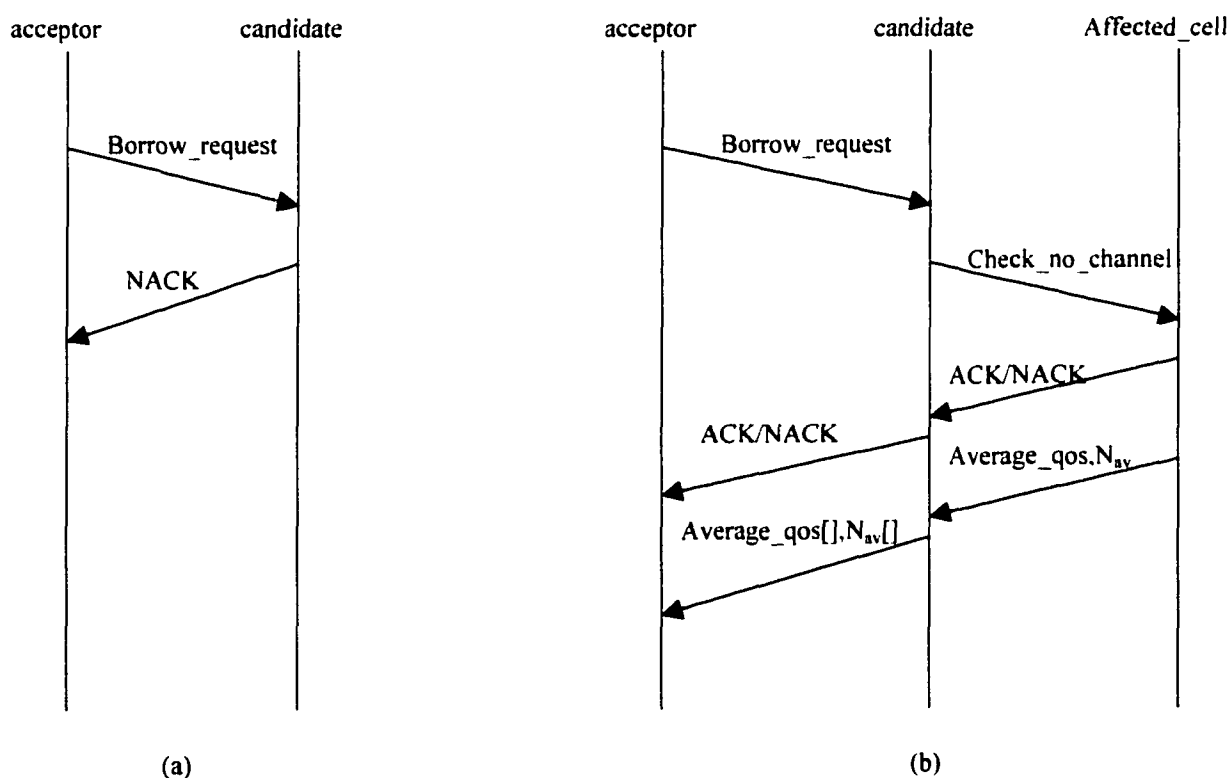 acceptor candidate
Borrow_request
NACK
(a)
acceptor candidate Affected_cell
Borrow_request
Check_no_channel
ACK/NACK
ACK/NACK
Average_qos,Nav
Average_qos[],Nav[]
(b)